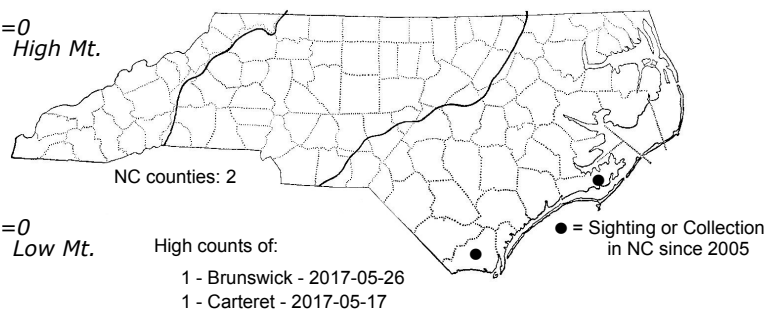 =0
High Mt.
NC counties: 2
=0
Low Mt.
High counts of:
1 - Brunswick - 2017-05-26
1 - Carteret - 2017-05-17
● = Sighting or Collection
in NC since 2005